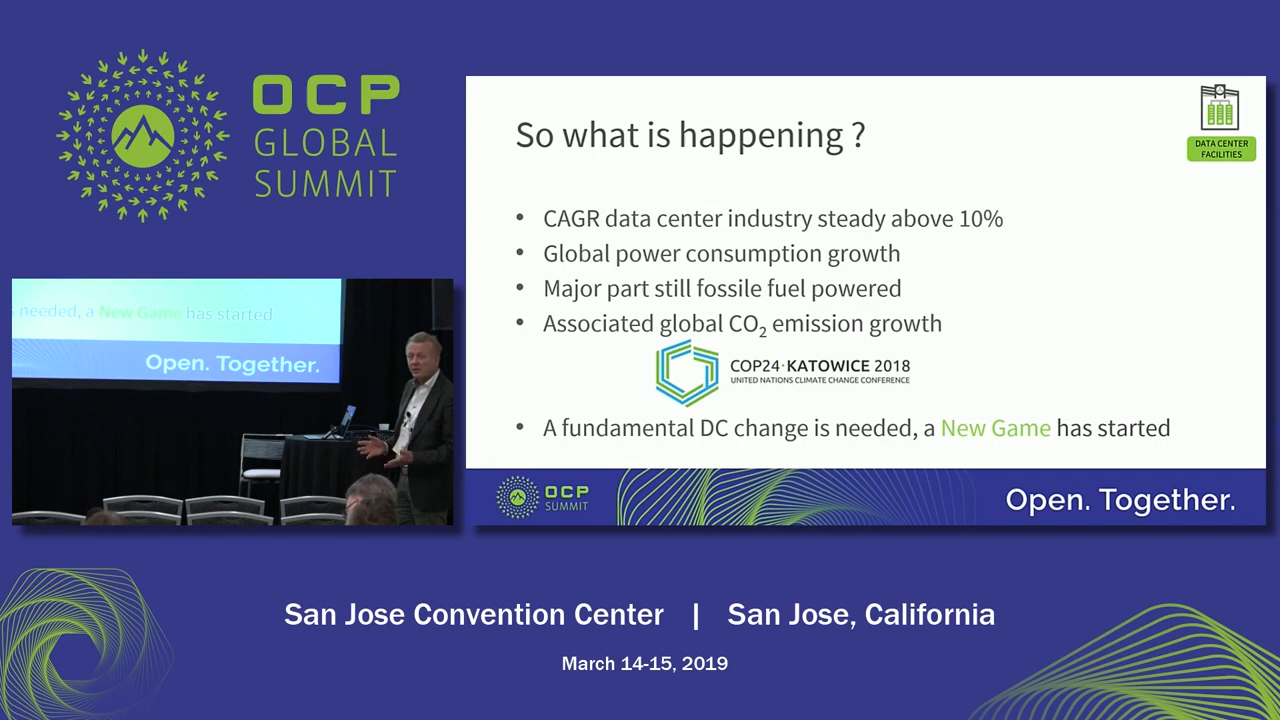 OCP
GLOBAL
SUMMIT
So what is happening ?
DATA CENTER
FACILITIES
• CAGR data center industry steady above 10%
• Global power consumption growth
• Major part still fossile fuel powered
• Associated global CO₂ emission growth
COP24·KATOWICE 2018
UNITED NATIONS CLIMATE CHANGE CONFERENCE
• A fundamental DC change is needed, a New Game has started
OCP
SUMMIT
Open. Together.
s needed, a New Game has started
Open. Together.
San Jose Convention Center | San Jose, California
March 14-15, 2019